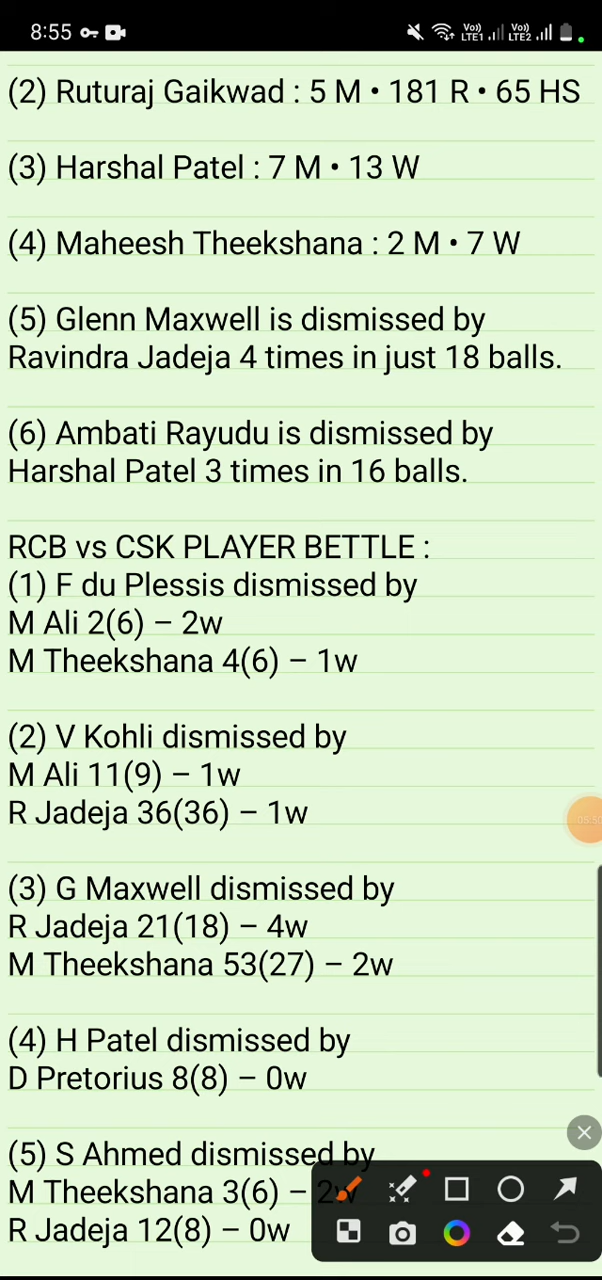 8:55
Vo)) LTE1 Vo)) LTE2
(2) Ruturaj Gaikwad : 5 M • 181 R • 65 HS
(3) Harshal Patel : 7 M • 13 W
(4) Maheesh Theekshana : 2 M • 7 W
(5) Glenn Maxwell is dismissed by
Ravindra Jadeja 4 times in just 18 balls.
(6) Ambati Rayudu is dismissed by
Harshal Patel 3 times in 16 balls.
RCB vs CSK PLAYER BETTLE :
(1) F du Plessis dismissed by
M Ali 2(6) – 2w
M Theekshana 4(6) – 1w
(2) V Kohli dismissed by
M Ali 11(9) – 1w
R Jadeja 36(36) – 1w
(3) G Maxwell dismissed by
R Jadeja 21(18) – 4w
M Theekshana 53(27) – 2w
(4) H Patel dismissed by
D Pretorius 8(8) – 0w
(5) S Ahmed dismissed by
M Theekshana 3(6) – 2w
R Jadeja 12(8) – 0w